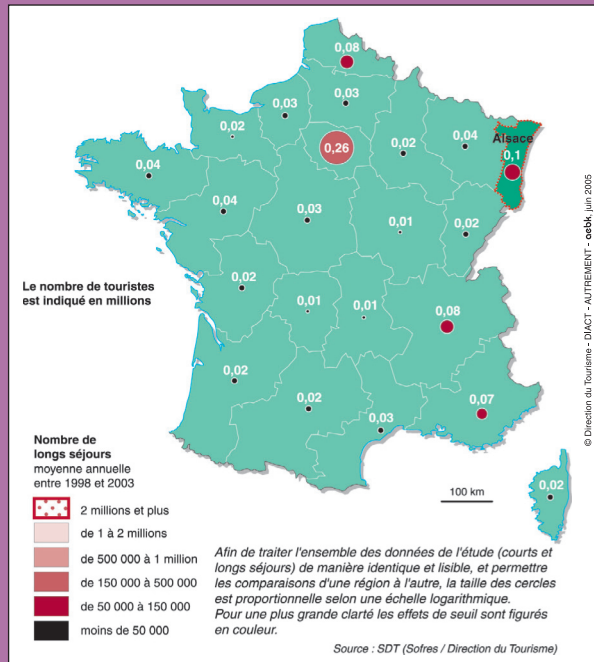 0,08
0,03
0,03
0,02
0,26
0,02
0,04
Alsace
0,1
0,04
0,04
0,03
0,01
0,02
Le nombre de touristes
est indiqué en millions
0,02
0,01
0,01
0,08
0,02
0,02
0,03
0,07
0,02
100 km
Nombre de
longs séjours
moyenne annuelle
entre 1998 et 2003
2 millions et plus
de 1 à 2 millions
de 500 000 à 1 million
de 150 000 à 500 000
de 50 000 à 150 000
moins de 50 000
Afin de traiter l'ensemble des données de l'étude (courts et
longs séjours) de manière identique et lisible, et permettre
les comparaisons d'une région à l'autre, la taille des cercles
est proportionnelle selon une échelle logarithmique.
Pour une plus grande clarté les effets de seuil sont figurés
en couleur.
Source : SDT (Sofres / Direction du Tourisme)
© Direction du Tourisme - DIACT - AUTREMENT - aebk, juin 2005